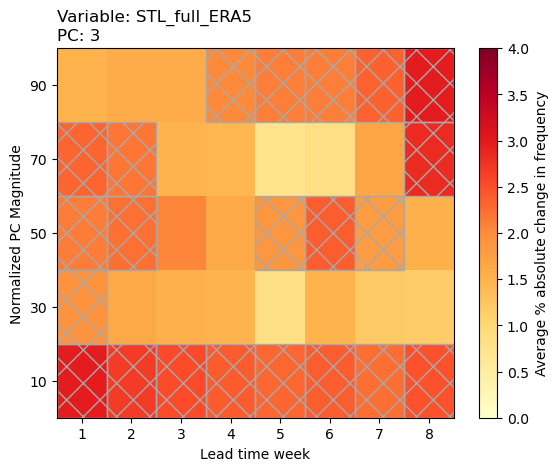 Variable: STL_full_ERA5
PC: 3
90
70
50
30
10
Normalized PC Magnitude
1 2 3 4 5 6 7 8
Lead time week
4.0
3.5
3.0
2.5
2.0
1.5
1.0
0.5
0.0
Average % absolute change in frequency